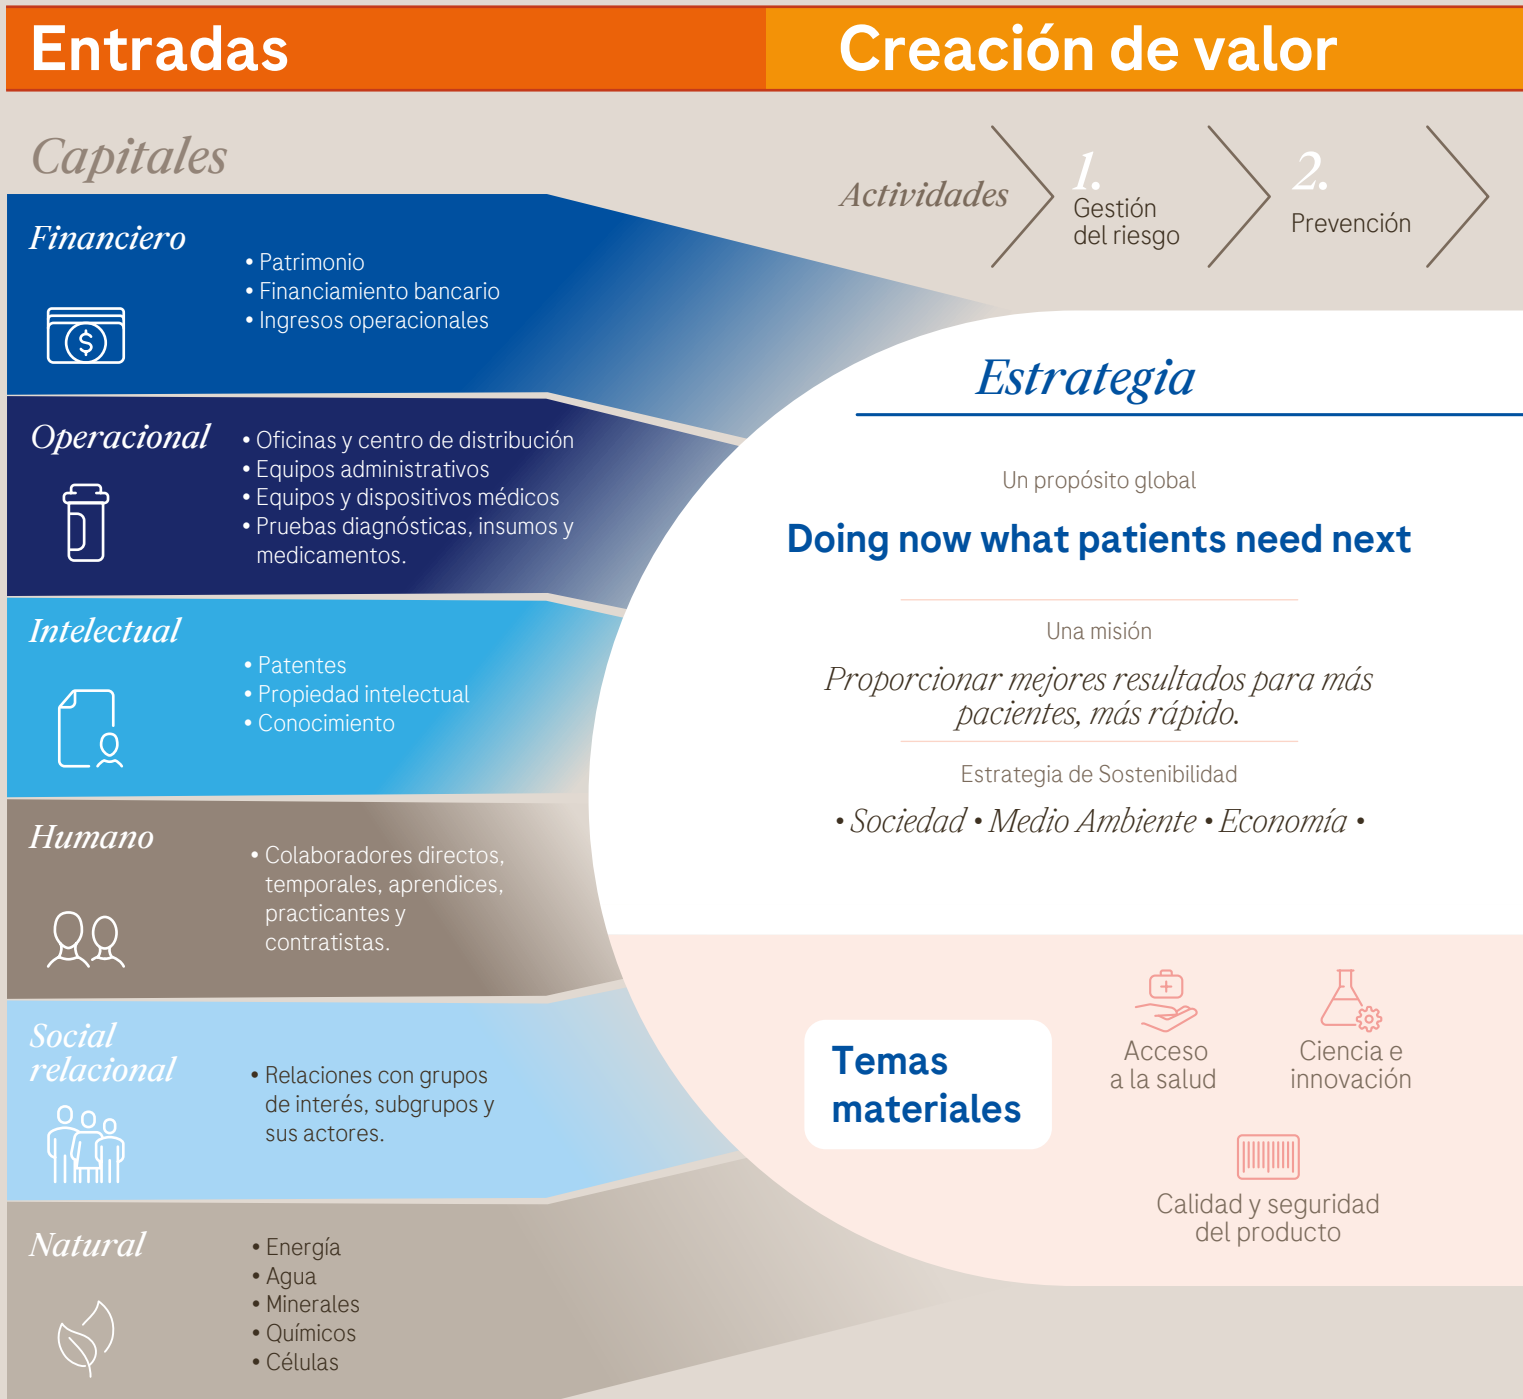 Entradas
Creación de valor
Capitales
Financiero
• Patrimonio
• Financiamiento bancario
• Ingresos operacionales
Operacional
• Oficinas y centro de distribución
• Equipos administrativos
• Equipos y dispositivos médicos
• Pruebas diagnósticas, insumos y
medicamentos.
Intelectual
• Patentes
• Propiedad intelectual
• Conocimiento
Humano
• Colaboradores directos,
temporales, aprendices,
practicantes y
contratistas.
Social
relacional
• Relaciones con grupos
de interés, subgrupos y
sus actores.
Natural
• Energía
• Agua
• Minerales
• Químicos
• Células
Actividades
1.
Gestión
del riesgo
2.
Prevención
Estrategia
Un propósito global
Doing now what patients need next
Una misión
Proporcionar mejores resultados para más
pacientes, más rápido.
Estrategia de Sostenibilidad
• Sociedad • Medio Ambiente • Economía •
Temas
materiales
Acceso
a la salud
Ciencia e
innovación
Calidad y seguridad
del producto